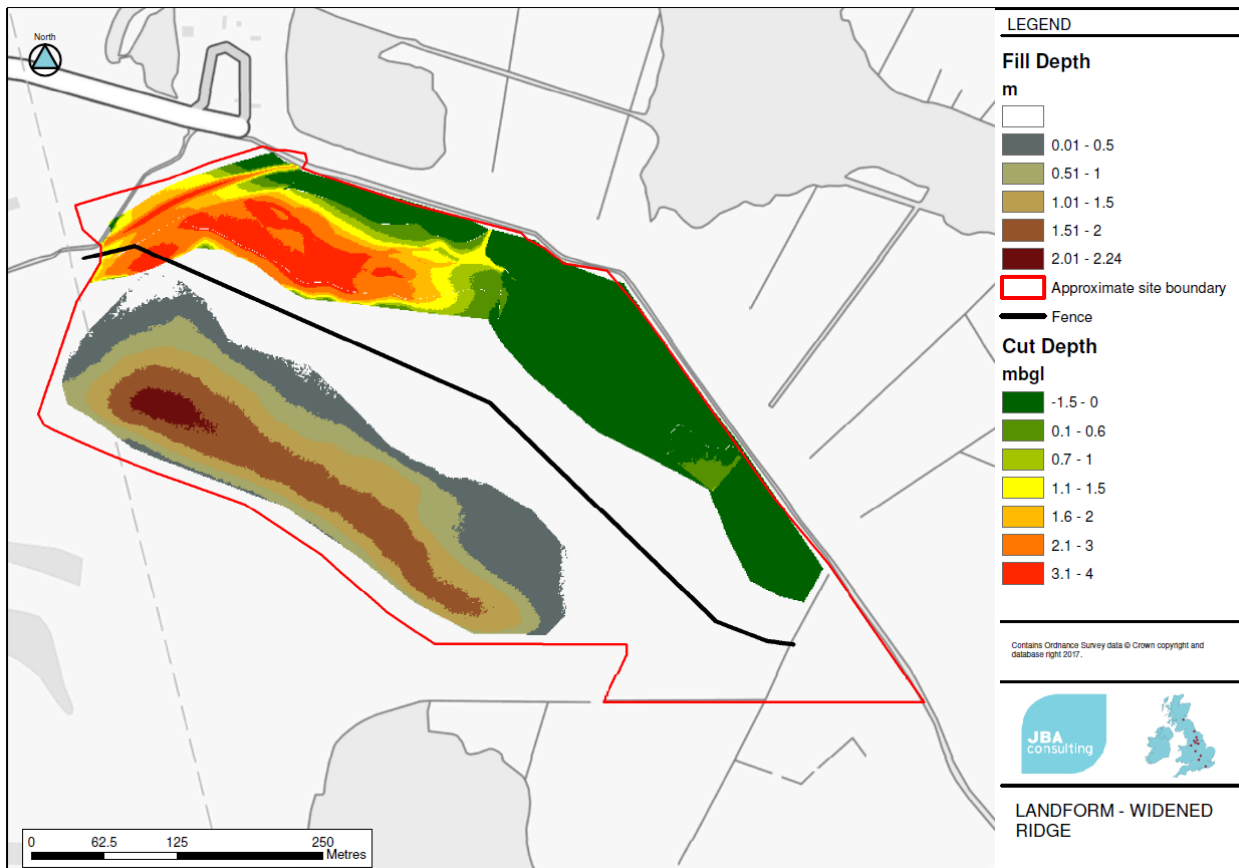 North
0
62.5
125
250
Metres
LEGEND
Fill Depth
m
0.01 - 0.5
0.51 - 1
1.01 - 1.5
1.51 - 2
2.01 - 2.24
Approximate site boundary
Fence
Cut Depth
mbgl
-1.5 - 0
0.1 - 0.6
0.7 - 1
1.1 - 1.5
1.6 - 2
2.1 - 3
3.1 - 4
Contains Ordnance Survey data © Crown copyright and
database right 2017.
JBA
consulting
LANDFORM - WIDENED
RIDGE